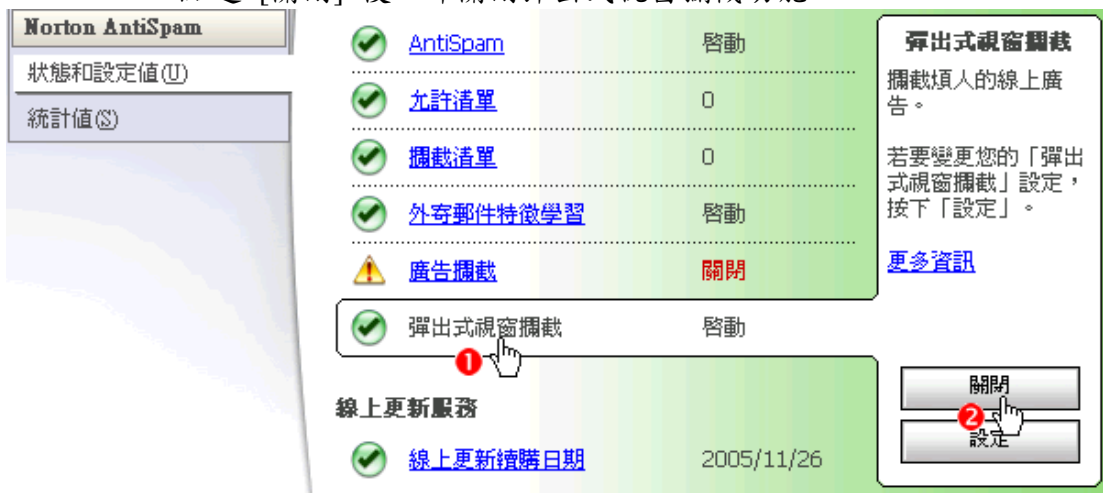 Norton AntiSpam
狀態和設定值(U)
統計值(S)
AntiSpam 啓動
允許清單 0
攔截清單 0
外寄郵件特徵學習 啓動
廣告攔截 關閉
彈出式視窗攔截 啓動
1
線上更新服務
線上更新續購日期 2005/11/26
彈出式視窗攔截
攔截煩人的線上廣
告。
若要變更您的「彈出
式視窗攔截」設定,
按下「設定」。
更多資訊
關閉
2
設定